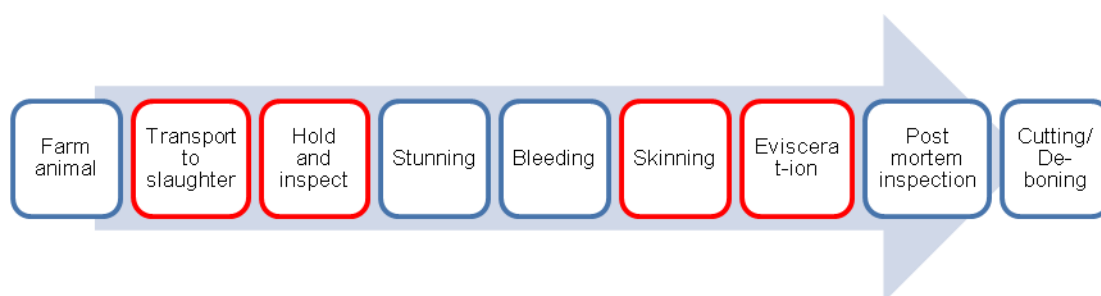 Farm
animal
Transport
to
slaughter
Hold
and
inspect
Stunning
Bleeding
Skinning
Eviscera
t-ion
Post
mortem
inspection
Cutting/
De-
boning